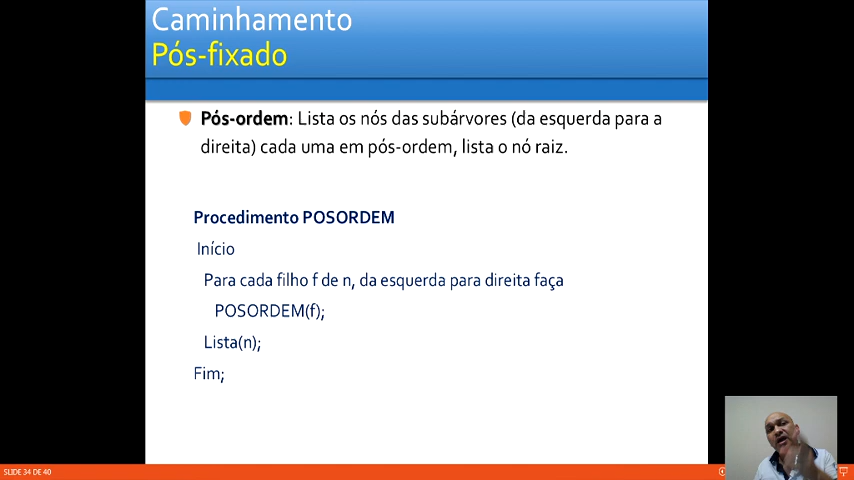 Caminhamento
Pós-fixado
Pós-ordem: Lista os nós das subárvores (da esquerda para a
direita) cada uma em pós-ordem, lista o nó raiz.
Procedimento POSORDEM
Início
Para cada filho f de n, da esquerda para direita faça
POSORDEM(f);
Lista(n);
Fim;
SLIDE 34 DE 40